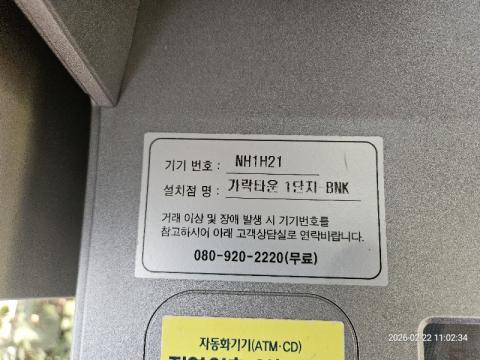 기기 번호 : NH1H21
설치점 명 : 가락타운 1단지-BNK
거래 이상 및 장애 발생 시 기기번호를
참고하시어 아래 고객상담실로 연락바랍니다.
080-920-2220(무료)
자동화기기(ATM·CD)
2026-02-22 11:02:34